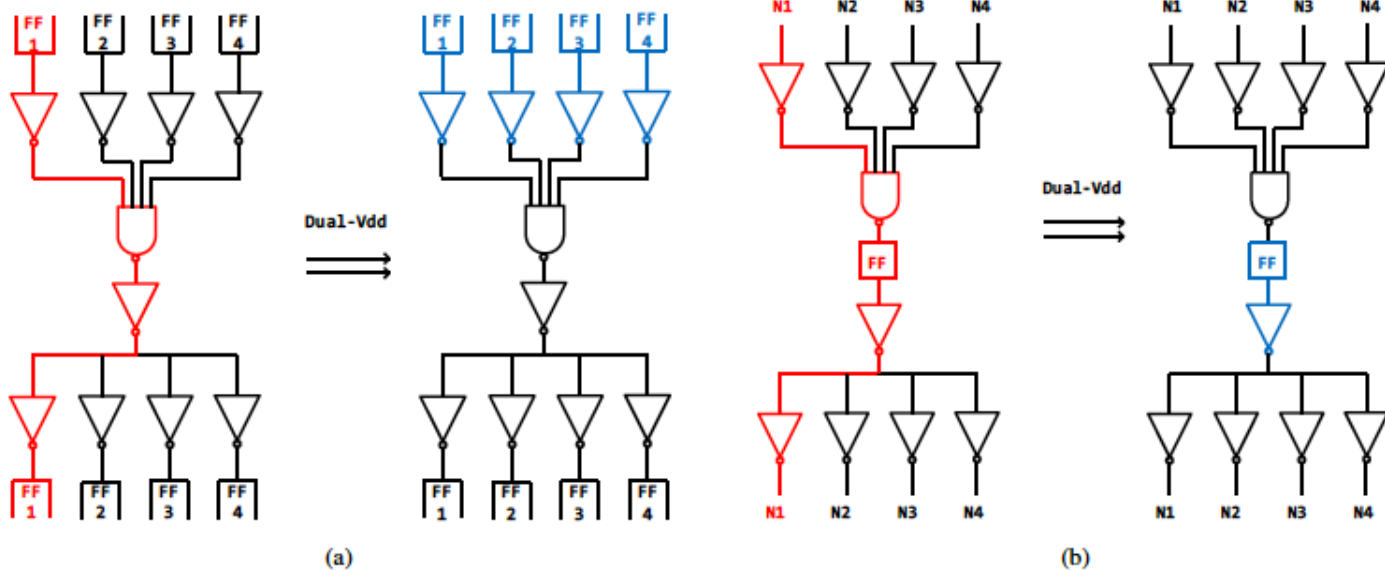 FF FF FF FF FF FF FF FF
1 2 3 4 1 2 3 4
Dual-Vdd
FF FF FF FF FF FF FF FF
1 2 3 4 1 2 3 4
(a)
N1 N2 N3 N4 N1 N2 N3 N4
Dual-Vdd
FF FF
N1 N2 N3 N4 N1 N2 N3 N4
(b)